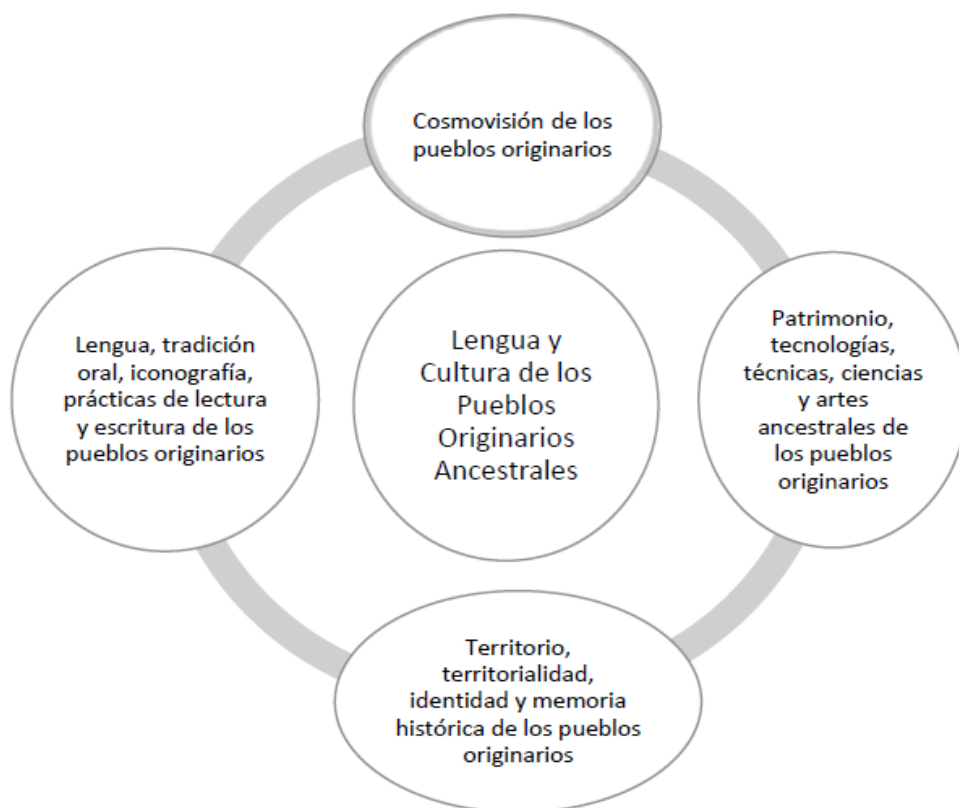 Cosmovisión de los
pueblos originarios
Lengua, tradición
oral, iconografía,
prácticas de lectura
y escritura de los
pueblos originarios
Lengua y
Cultura de los
Pueblos
Originarios
Ancestrales
Patrimonio,
tecnologías,
técnicas, ciencias
y artes
ancestrales de
los pueblos
originarios
Territorio,
territorialidad,
identidad y memoria
histórica de los pueblos
originarios